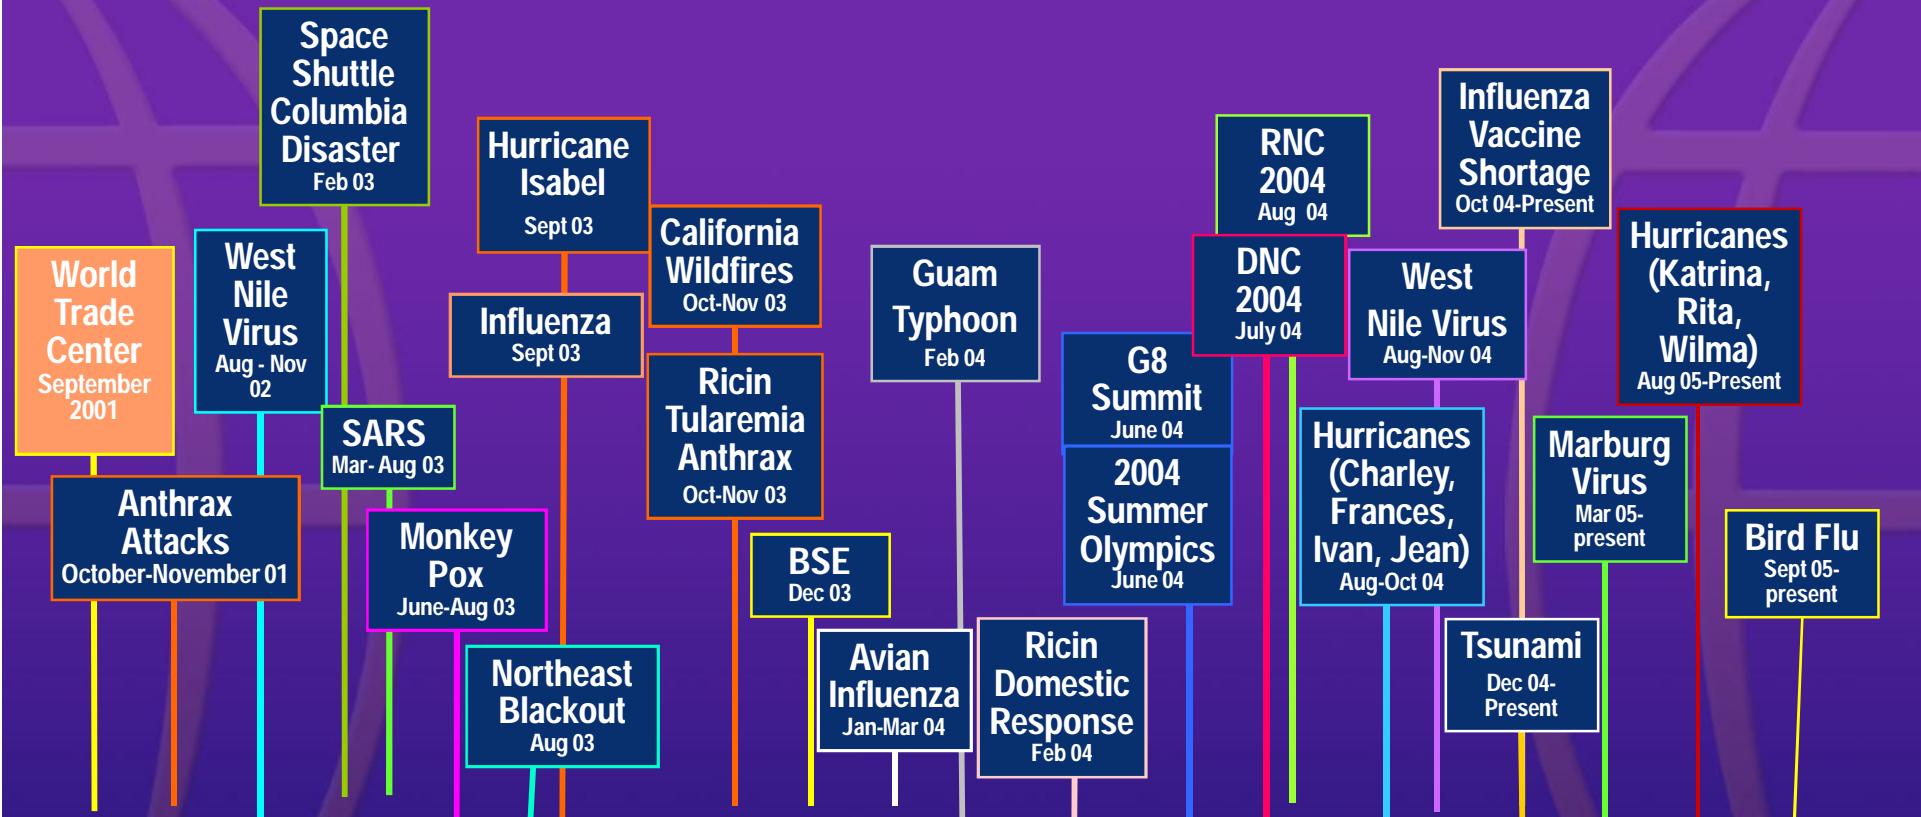 World
Trade
Center
September
2001
Anthrax
Attacks
October-November 01
West
Nile
Virus
Aug - Nov
02
Space
Shuttle
Columbia
Disaster
Feb 03
SARS
Mar- Aug 03
Monkey
Pox
June-Aug 03
Northeast
Blackout
Aug 03
Hurricane
Isabel
Sept 03
Influenza
Sept 03
California
Wildfires
Oct-Nov 03
Ricin
Tularemia
Anthrax
Oct-Nov 03
BSE
Dec 03
Avian
Influenza
Jan-Mar 04
Guam
Typhoon
Feb 04
Ricin
Domestic
Response
Feb 04
G8
Summit
June 04
2004
Summer
Olympics
June 04
RNC
2004
Aug 04
DNC
2004
July 04
West
Nile Virus
Aug-Nov 04
Hurricanes
(Charley,
Frances,
Ivan, Jean)
Aug-Oct 04
Influenza
Vaccine
Shortage
Oct 04-Present
Tsunami
Dec 04-
Present
Marburg
Virus
Mar 05-
present
Hurricanes
(Katrina,
Rita,
Wilma)
Aug 05-Present
Bird Flu
Sept 05-
present